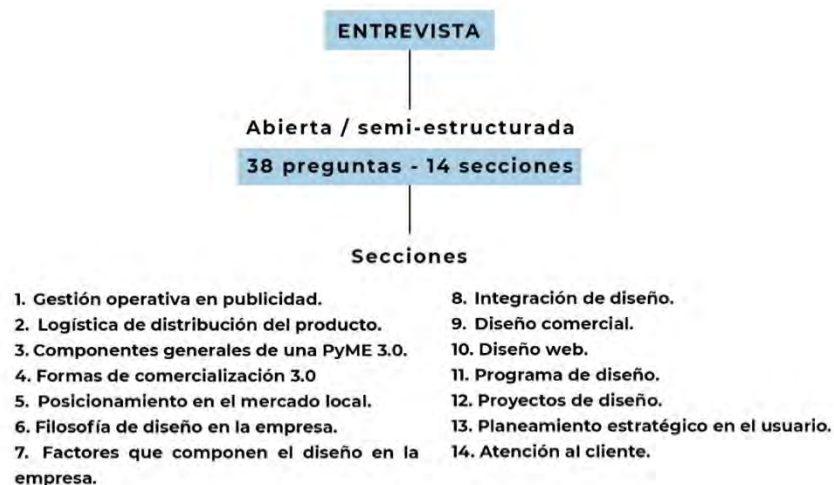 ENTREVISTA
Abierta / semi-estructurada
38 preguntas - 14 secciones
Secciones
1. Gestión operativa en publicidad.
2. Logística de distribución del producto.
3. Componentes generales de una PyME 3.0.
4. Formas de comercialización 3.0
5. Posicionamiento en el mercado local.
6. Filosofía de diseño en la empresa.
7. Factores que componen el diseño en la
empresa.
8. Integración de diseño.
9. Diseño comercial.
10. Diseño web.
11. Programa de diseño.
12. Proyectos de diseño.
13. Planeamiento estratégico en el usuario.
14. Atención al cliente.